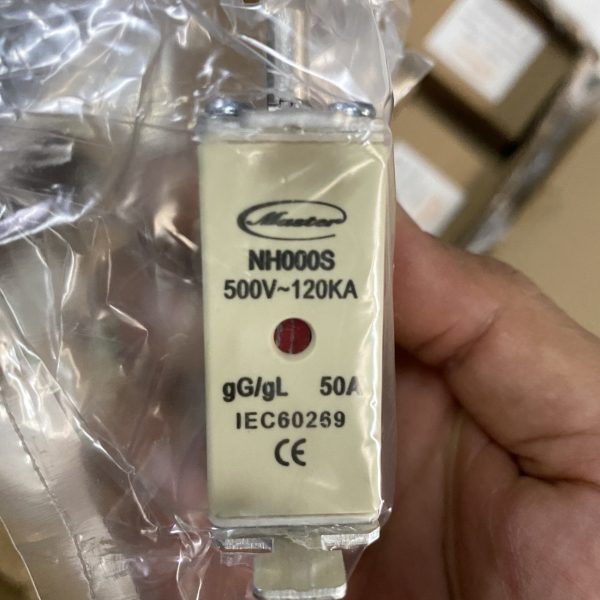 Master
NH000S
500V~120KA
gG/gL 50A
IEC60269
CE